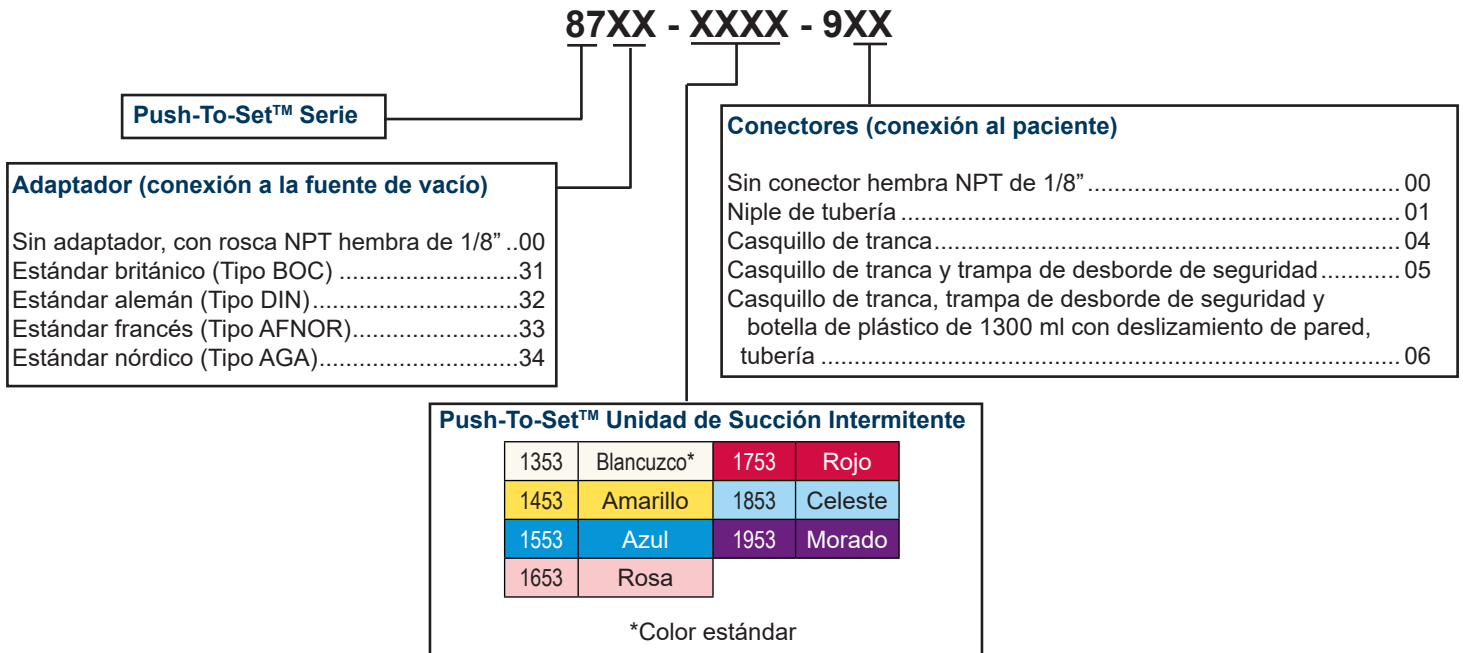 87XX - XXXX - 9XX
Push-To-Set™ Serie
Adaptador (conexión a la fuente de vacío)
Sin adaptador, con rosca NPT hembra de 1/8” ..00
Estándar británico (Tipo BOC) ..........................31
Estándar alemán (Tipo DIN).............................32
Estándar francés (Tipo AFNOR)........................33
Estándar nórdico (Tipo AGA)............................34
Conectores (conexión al paciente)
Sin conector hembra NPT de 1/8” ............................................ 00
Niple de tubería ...................................................................... 01
Casquillo de tranca................................................................. 04
Casquillo de tranca y trampa de desborde de seguridad........... 05
Casquillo de tranca, trampa de desborde de seguridad y
botella de plástico de 1300 ml con deslizamiento de pared,
tubería ................................................................................. 06
Push-To-Set™ Unidad de Succión Intermitente
1353 Blancuzco* 1753 Rojo
1453 Amarillo 1853 Celeste
1553 Azul 1953 Morado
1653 Rosa
*Color estándar